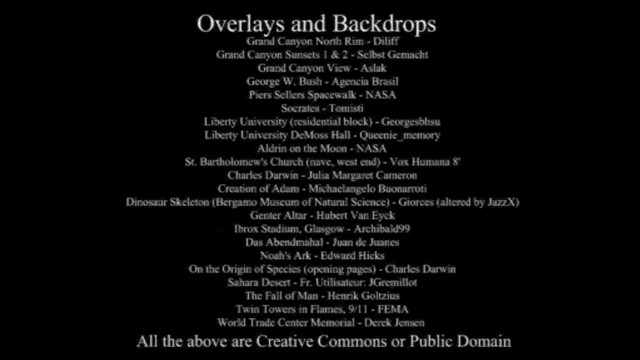 Overlays and Backdrops
Grand Canyon North Rim - Diliff
Grand Canyon Sunsets 1 & 2 - Selbst Gemacht
Grand Canyon View - Aslak
George W. Bush - Agencia Brasil
Piers Sellers Spacewalk - NASA
Socrates - Tomisti
Liberty University (residential block) - Georgesbhsu
Liberty University DeMoss Hall - Queenie_memory
Aldrin on the Moon - NASA
St. Bartholomew's Church (nave, west end) - Vox Humana 8'
Charles Darwin - Julia Margaret Cameron
Creation of Adam - Michaelangelo Buonarroti
Dinosaur Skeleton (Bergamo Museum of Natural Science) - Giorces (altered by JazzX)
Genter Altar - Hubert Van Eyck
Ibrox Stadium, Glasgow - Archibald99
Das Abendmahal - Juan de Juanes
Noah's Ark - Edward Hicks
On the Origin of Species (opening pages) - Charles Darwin
Sahara Desert - Fr. Utilisateur: JGremillot
The Fall of Man - Henrik Goltzius
Twin Towers in Flames, 9/11 - FEMA
World Trade Center Memorial - Derek Jensen
All the above are Creative Commons or Public Domain